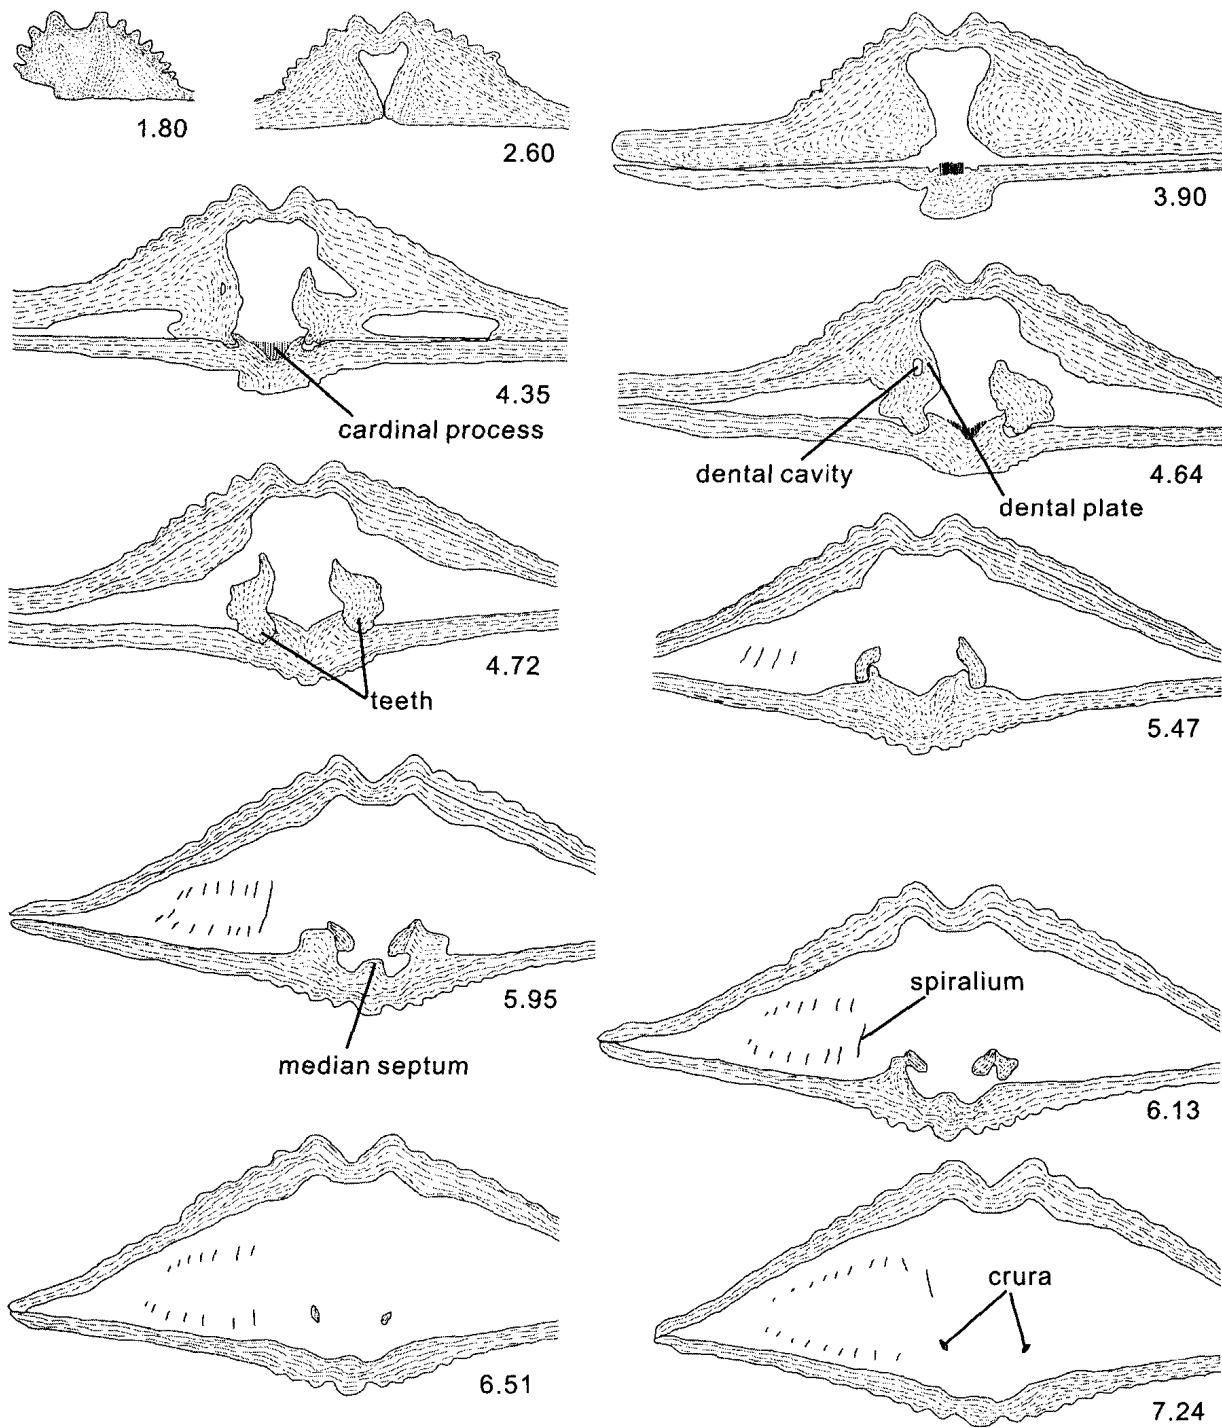 1.80
2.60
3.90
4.35
cardinal process
4.64
dental cavity
dental plate
4.72
teeth
5.47
5.95
median septum
spiralium
6.13
6.51
crura
7.24